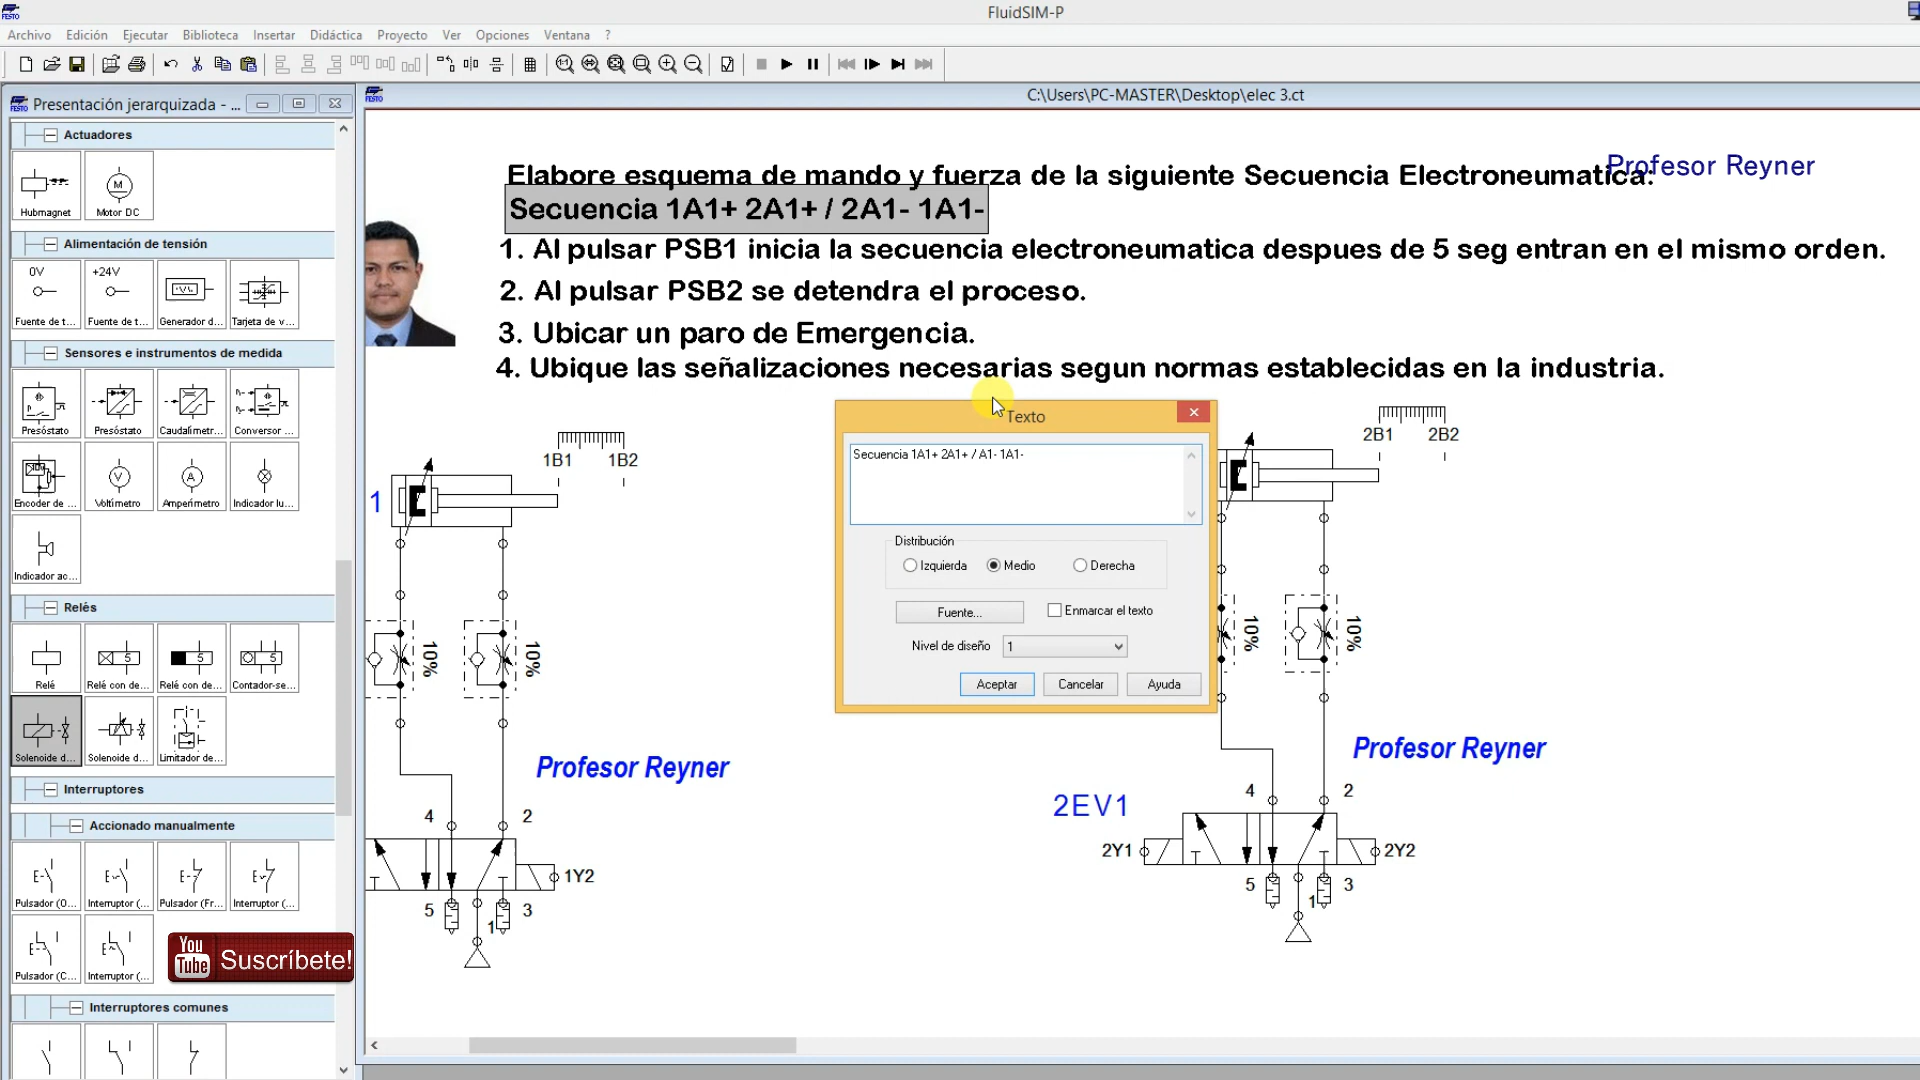 FESTO
FluidSIM-P
Archivo Edición Ejecutar Biblioteca Insertar Didáctica Proyecto Ver Opciones Ventana ?
Presentación jerarquizada - ...
C:\Users\PC-MASTER\Desktop\elec 3.ct
Actuadores
Hubmagnet Motor DC
Alimentación de tensión
0V +24V
Fuente de t... Fuente de t... Generador d... Tarjeta de v...
Sensores e instrumentos de medida
Presóstato Presóstato Caudalímetr... Conversor ...
Encoder de ... Voltímetro Amperímetro Indicador lu...
Indicador ac...
Relés
Relé Relé con de... Relé con de... Contador-se...
Solenoide d... Solenoide d... Limitador de...
Interruptores
Accionado manualmente
Pulsador (O... Interruptor (... Pulsador (Fr... Interruptor (...
Pulsador (C... Interruptor (...
You Tube Suscríbete!
Interruptores comunes
Elabore esquema de mando y fuerza de la siguiente Secuencia Electroneumatica:
Profesor Reyner
Secuencia 1A1+ 2A1+ / 2A1- 1A1-
1. Al pulsar PSB1 inicia la secuencia electroneumatica despues de 5 seg entran en el mismo orden.
2. Al pulsar PSB2 se detendra el proceso.
3. Ubicar un paro de Emergencia.
4. Ubique las señalizaciones necesarias segun normas establecidas en la industria.
Texto
Secuencia 1A1+ 2A1+ / A1- 1A1-
Distribución
Izquierda Medio Derecha
Fuente... Enmarcar el texto
Nivel de diseño 1
Aceptar Cancelar Ayuda
1B1 1B2
1
10% 10%
Profesor Reyner
4 2
1Y2
5 1 3
2B1 2B2
10% 10%
Profesor Reyner
2EV1
4 2
2Y1 2Y2
5 1 3